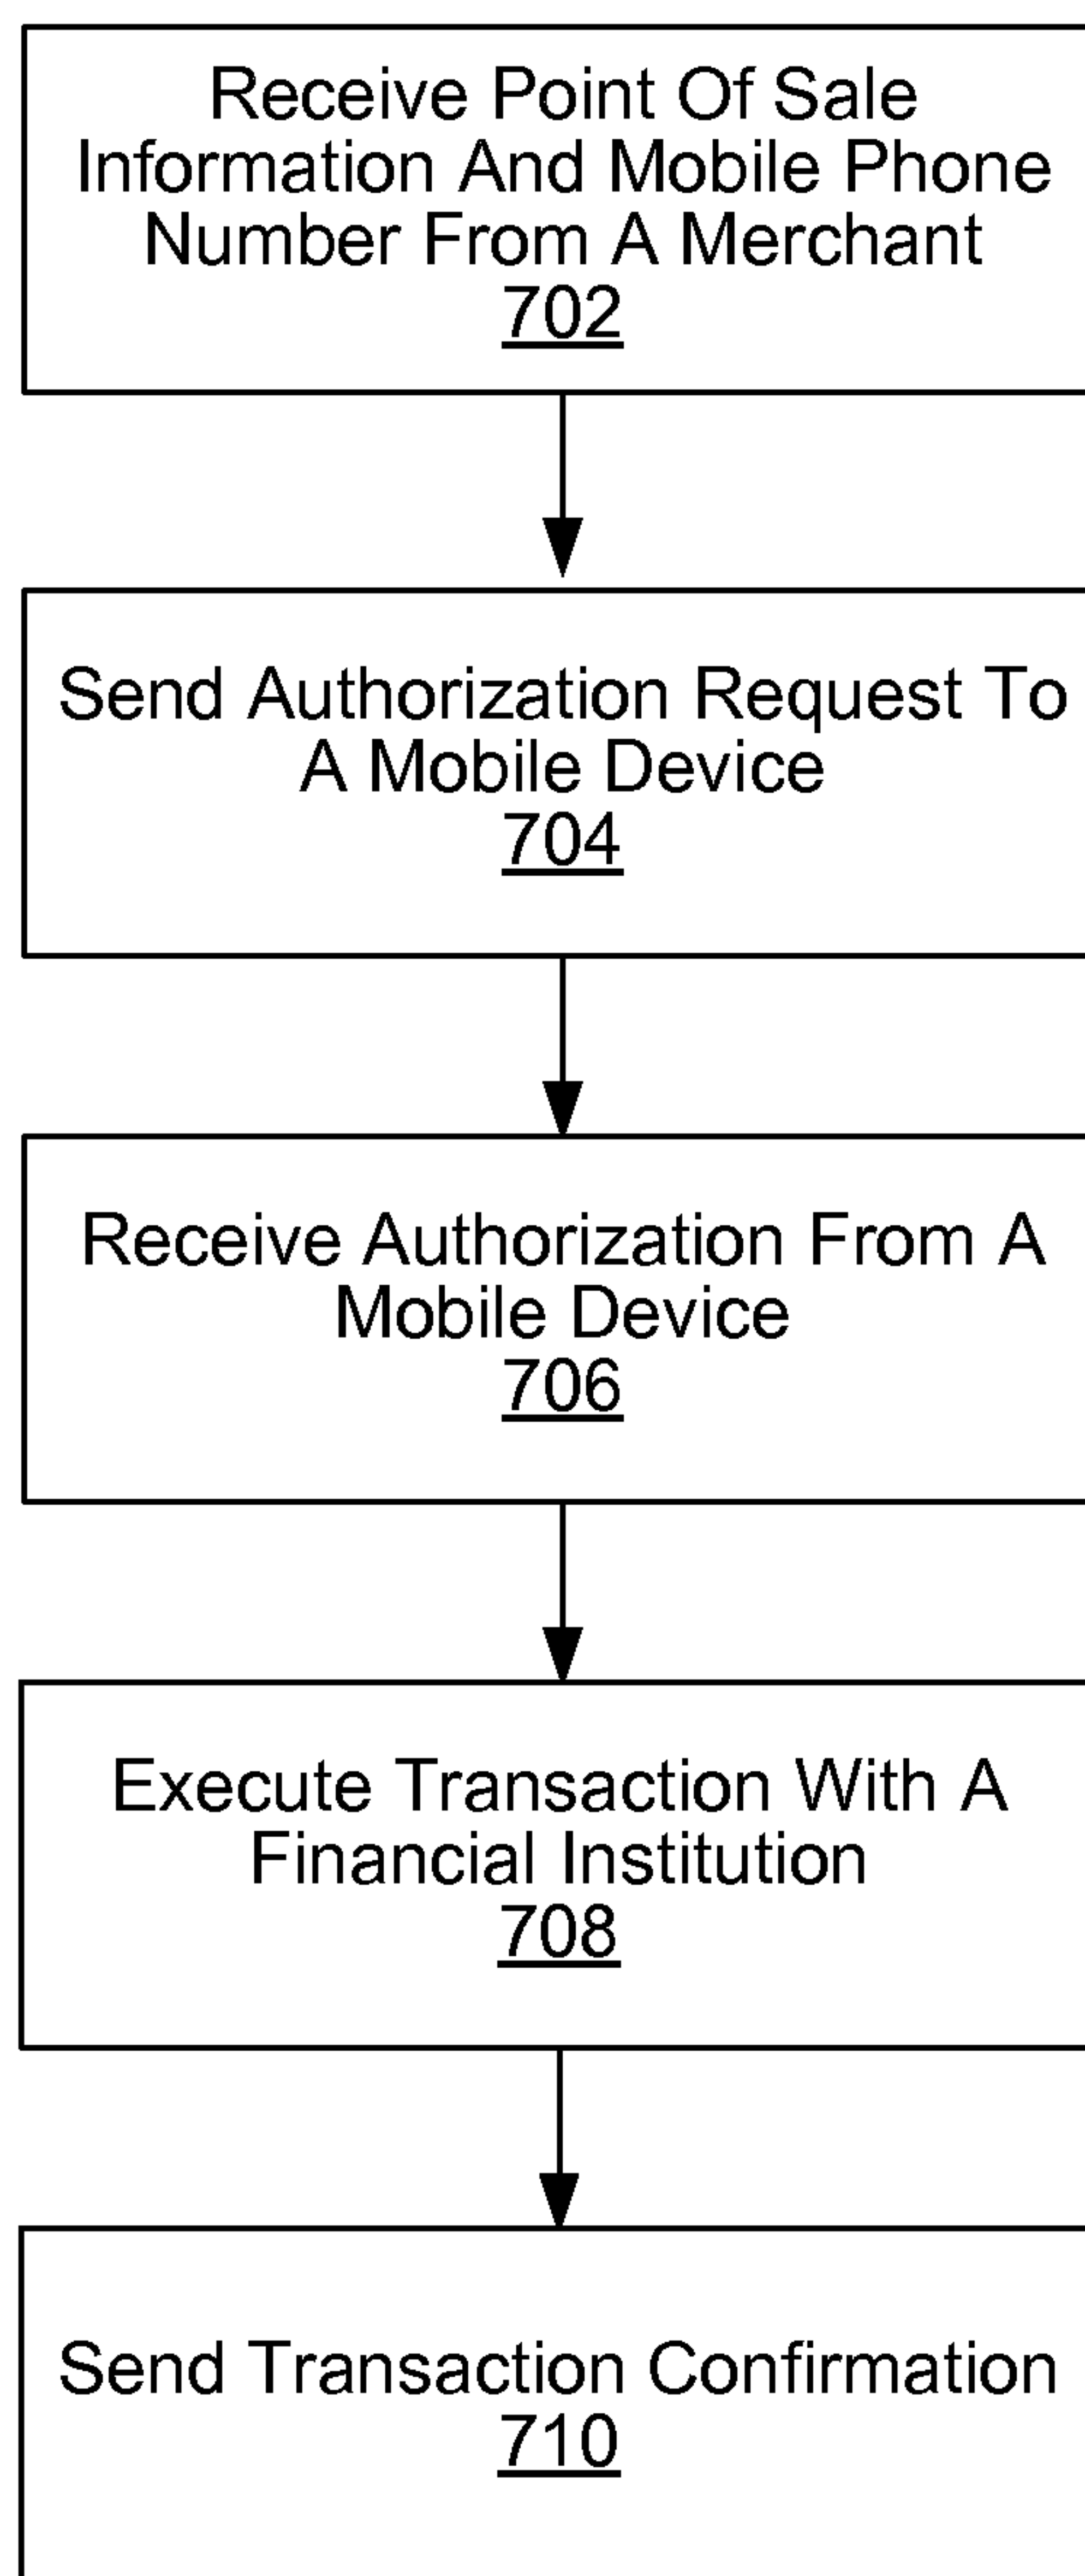 Receive Point Of Sale
Information And Mobile Phone
Number From A Merchant
702
Send Authorization Request To
A Mobile Device
704
Receive Authorization From A
Mobile Device
706
Execute Transaction With A
Financial Institution
708
Send Transaction Confirmation
710